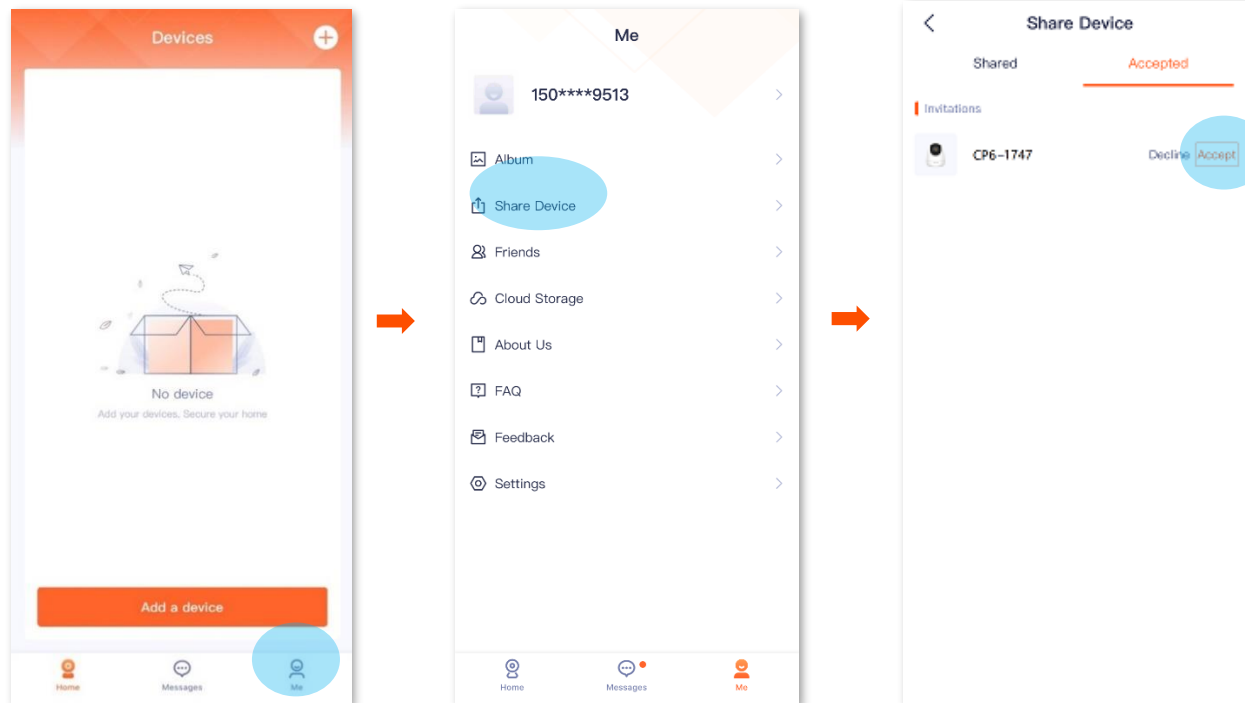 Devices
No device
Add your devices, Secure your home
Add a device
Home
Messages
Me
Me
150****9513
Album
Share Device
Friends
Cloud Storage
About Us
FAQ
Feedback
Settings
Home
Messages
Me
Share Device
Shared
Accepted
Invitations
CP6-1747
Decline
Accept